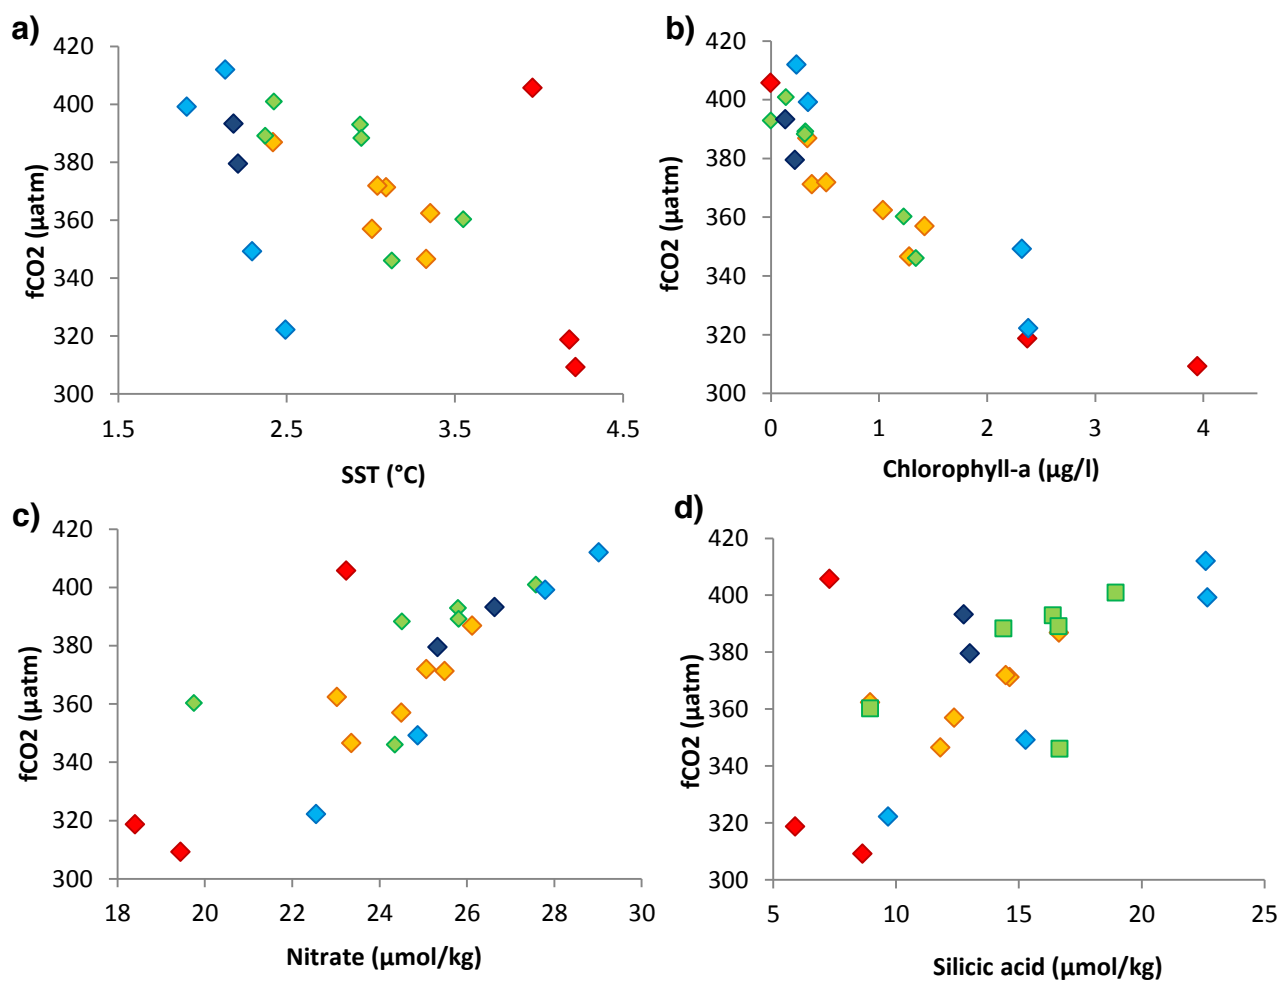 a)
420
400
380
360
340
320
300
fCO2 (µatm)
1.5 2.5 3.5 4.5
SST (°C)
b)
420
400
380
360
340
320
300
fCO2 (µatm)
0 1 2 3 4
Chlorophyll-a (µg/l)
c)
420
400
380
360
340
320
300
fCO2 (µatm)
18 20 22 24 26 28 30
Nitrate (µmol/kg)
d)
420
400
380
360
340
320
300
fCO2 (µatm)
5 10 15 20 25
Silicic acid (µmol/kg)